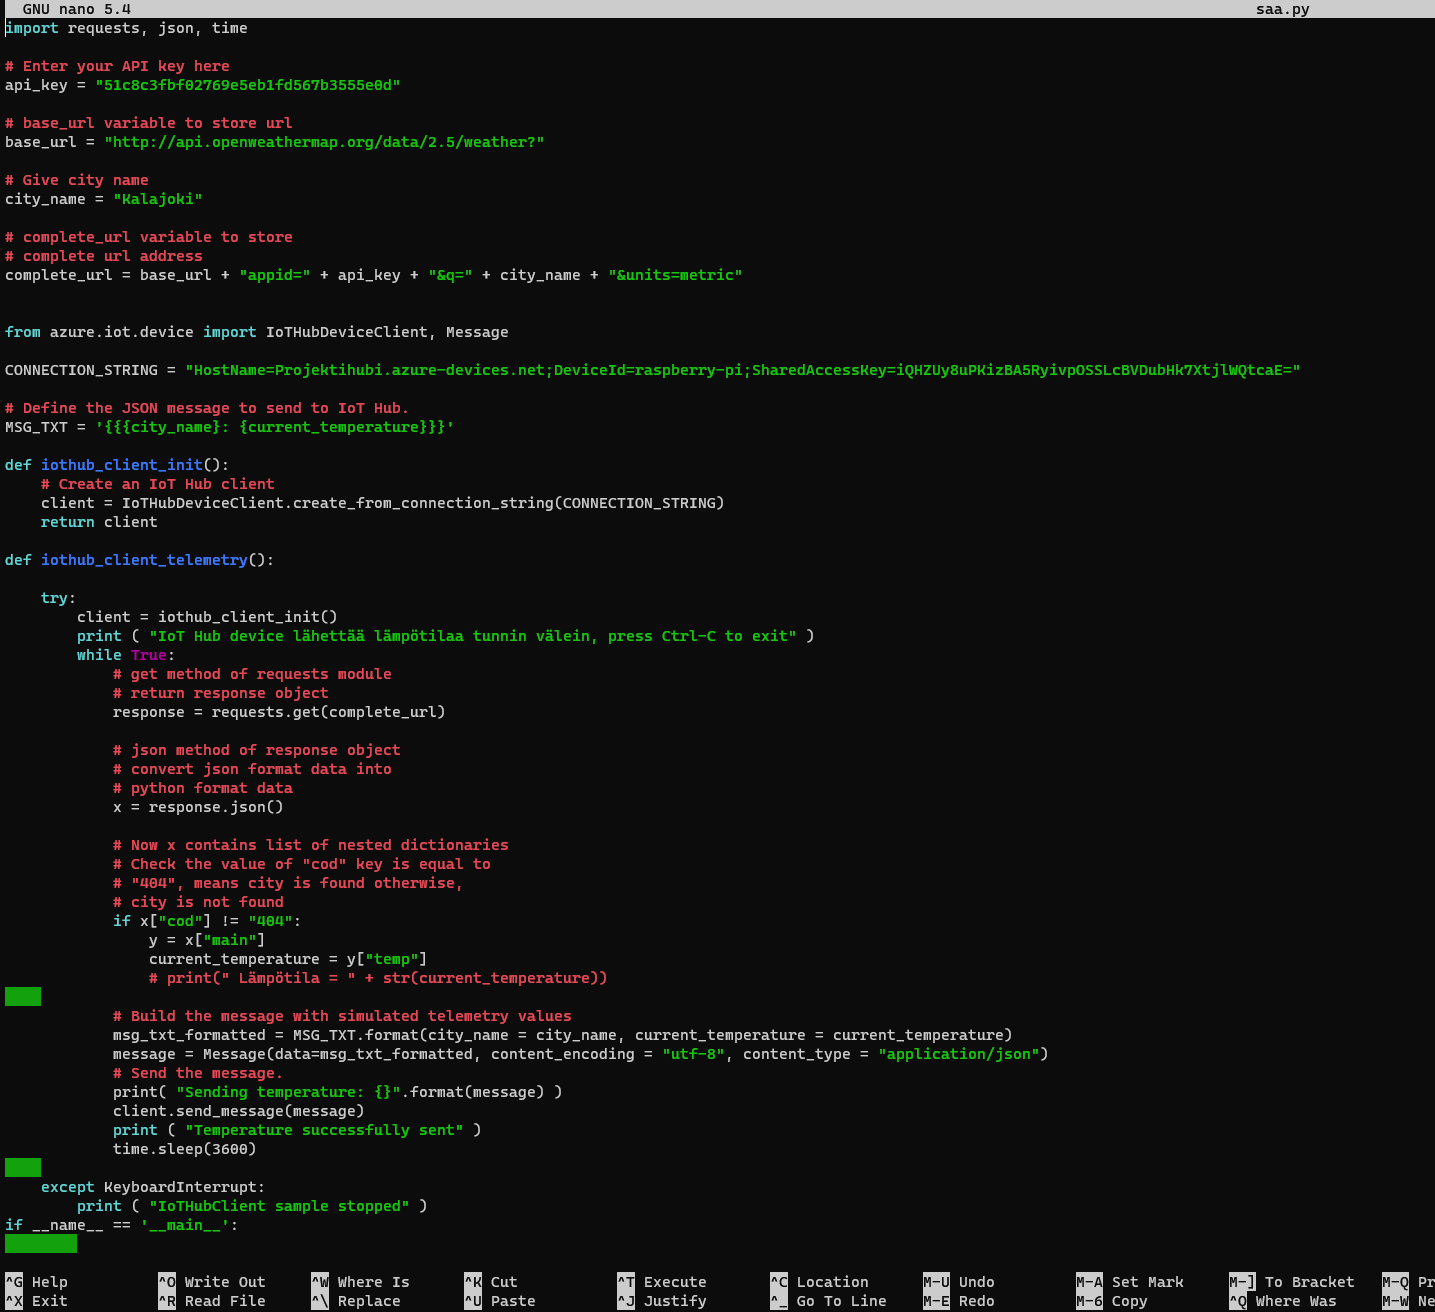 GNU nano 5.4 saa.py
import requests, json, time
# Enter your API key here
api_key = "51c8c3fbf02769e5eb1fd567b3555e0d"
# base_url variable to store url
base_url = "http://api.openweathermap.org/data/2.5/weather?"
# Give city name
city_name = "Kalajoki"
# complete_url variable to store
# complete url address
complete_url = base_url + "appid=" + api_key + "&q=" + city_name + "&units=metric"
from azure.iot.device import IoTHubDeviceClient, Message
CONNECTION_STRING = "HostName=Projektihubi.azure-devices.net;DeviceId=raspberry-pi;SharedAccessKey=iQHZUy8uPKizBA5RyivpOSSLcBVDubHk7XtjlWQtcaE="
# Define the JSON message to send to IoT Hub.
MSG_TXT = '{{{city_name}: {current_temperature}}}'
def iothub_client_init():
    # Create an IoT Hub client
    client = IoTHubDeviceClient.create_from_connection_string(CONNECTION_STRING)
    return client
def iothub_client_telemetry():
    try:
        client = iothub_client_init()
        print ( "IoT Hub device lähettää lämpötilaa tunnin välein, press Ctrl-C to exit" )
        while True:
            # get method of requests module
            # return response object
            response = requests.get(complete_url)
            # json method of response object
            # convert json format data into
            # python format data
            x = response.json()
            # Now x contains list of nested dictionaries
            # Check the value of "cod" key is equal to
            # "404", means city is found otherwise,
            # city is not found
            if x["cod"] != "404":
                y = x["main"]
                current_temperature = y["temp"]
                # print(" Lämpötila = " + str(current_temperature))
            # Build the message with simulated telemetry values
            msg_txt_formatted = MSG_TXT.format(city_name = city_name, current_temperature = current_temperature)
            message = Message(data=msg_txt_formatted, content_encoding = "utf-8", content_type = "application/json")
            # Send the message.
            print( "Sending temperature: {}".format(message) )
            client.send_message(message)
            print ( "Temperature successfully sent" )
            time.sleep(3600)
    except KeyboardInterrupt:
        print ( "IoTHubClient sample stopped" )
if __name__ == '__main__':
^G Help ^O Write Out ^W Where Is ^K Cut ^T Execute ^C Location M-U Undo M-A Set Mark M-] To Bracket M-Q Pr
^X Exit ^R Read File ^\ Replace ^U Paste ^J Justify ^_ Go To Line M-E Redo M-6 Copy ^Q Where Was M-W Ne